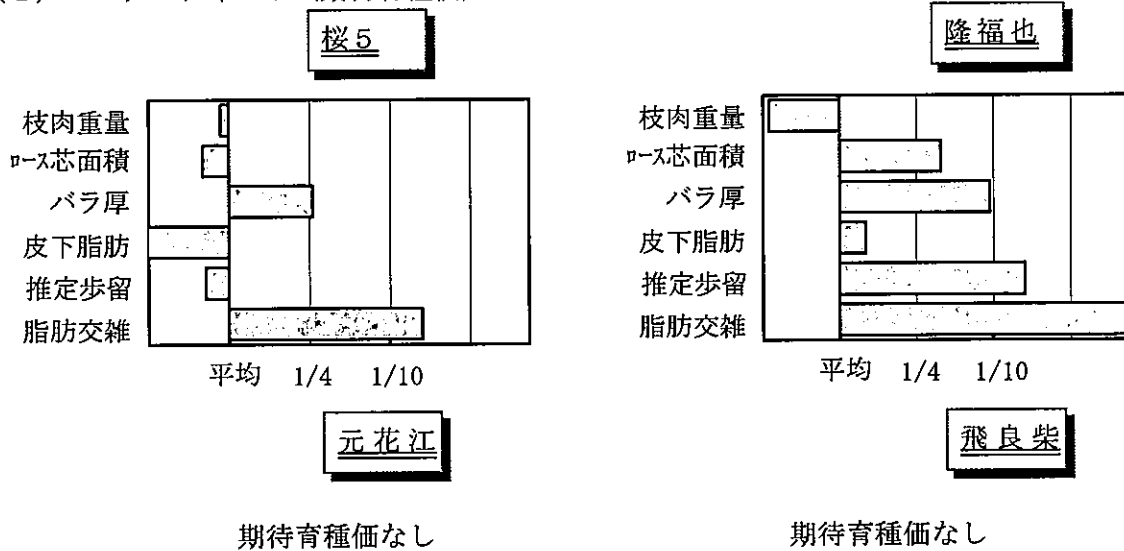 桜5
枝肉重量
ロース芯面積
バラ厚
皮下脂肪
推定歩留
脂肪交雑
平均 1/4 1/10
隆福也
枝肉重量
ロース芯面積
バラ厚
皮下脂肪
推定歩留
脂肪交雑
平均 1/4 1/10
元花江
期待育種価なし
飛良柴
期待育種価なし